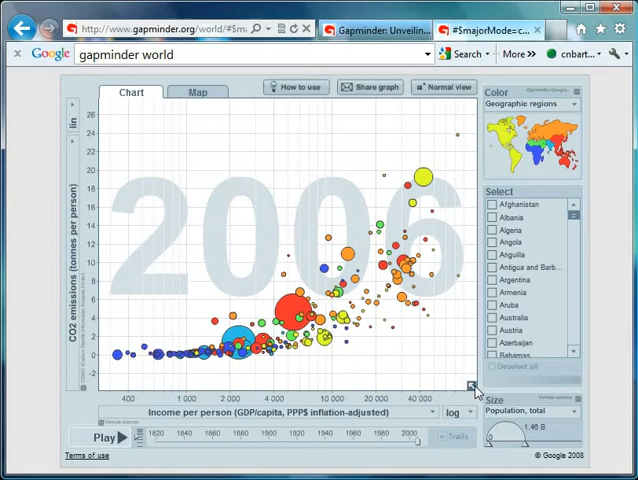 http://www.gapminder.org/world/#$ma
Gapminder: Unveilin...
#$majorMode=c...
Google
gapminder world
Search
More »
cnbart...
Chart
Map
How to use
Share graph
Normal view
Color
Geographic regions
lin
CO2 emissions (tonnes per person)
26
24
22
20
18
16
14
12
10
8
6
4
2
0
-2
2006
Select
Afghanistan
Albania
Algeria
Angola
Anguilla
Antigua and Barb...
Argentina
Armenia
Aruba
Australia
Austria
Azerbaijan
Bahamas
Deselect all
400
1 000
2 000
4 000
10 000
20 000
40 000
Income per person (GDP/capita, PPP$ inflation-adjusted)
log
Size
Population, total
1.46 B
Play
1820 1840 1860 1880 1900 1920 1940 1960 1980 2000
Trails
Terms of use
© Google 2008